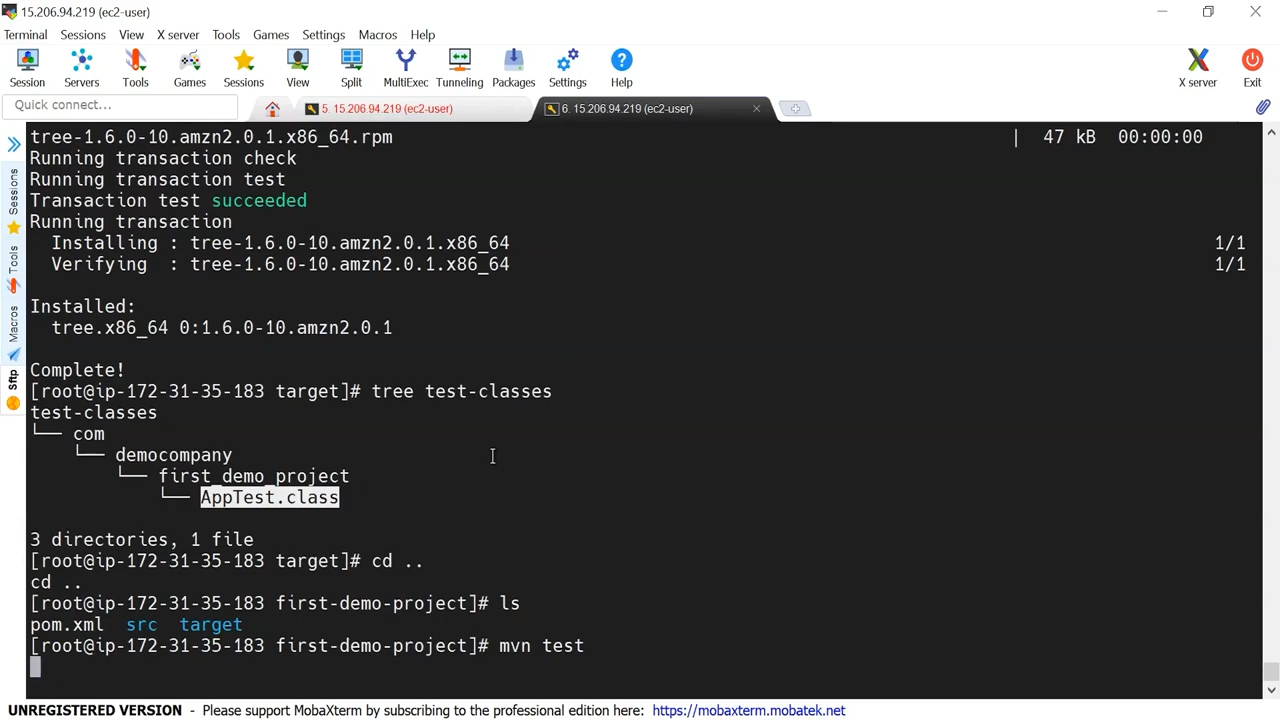 15.206.94.219 (ec2-user)
Terminal Sessions View X server Tools Games Settings Macros Help
Session Servers Tools Games Sessions View Split MultiExec Tunneling Packages Settings Help X server Exit
Quick connect... 5. 15.206.94.219 (ec2-user) 6. 15.206.94.219 (ec2-user)
Sessions
Tools
Macros
Sftp
tree-1.6.0-10.amzn2.0.1.x86_64.rpm | 47 kB 00:00:00
Running transaction check
Running transaction test
Transaction test succeeded
Running transaction
Installing : tree-1.6.0-10.amzn2.0.1.x86_64 1/1
Verifying : tree-1.6.0-10.amzn2.0.1.x86_64 1/1
Installed:
tree.x86_64 0:1.6.0-10.amzn2.0.1
Complete!
[root@ip-172-31-35-183 target]# tree test-classes
test-classes
└── com
└── democompany
└── first_demo_project
└── AppTest.class
3 directories, 1 file
[root@ip-172-31-35-183 target]# cd ..
cd ..
[root@ip-172-31-35-183 first-demo-project]# ls
pom.xml src target
[root@ip-172-31-35-183 first-demo-project]# mvn test
UNREGISTERED VERSION - Please support MobaXterm by subscribing to the professional edition here: https://mobaxterm.mobatek.net